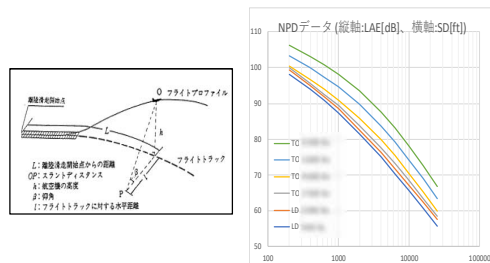 離陸滑走開始点
O フライトプロファイル
L
h
フライトトラック
β
l
P
L: 離陸滑走開始点からの距離
OP: スラントディスタンス
h: 航空機の高度
β: 仰角
l: フライトトラックに対する水平距離
NPDデータ (縦軸:LAE[dB]、横軸:SD[ft])
110
100
90
80
70
60
50
TO
TO
TO
TO
LD
LD
100
1000
10000
100000